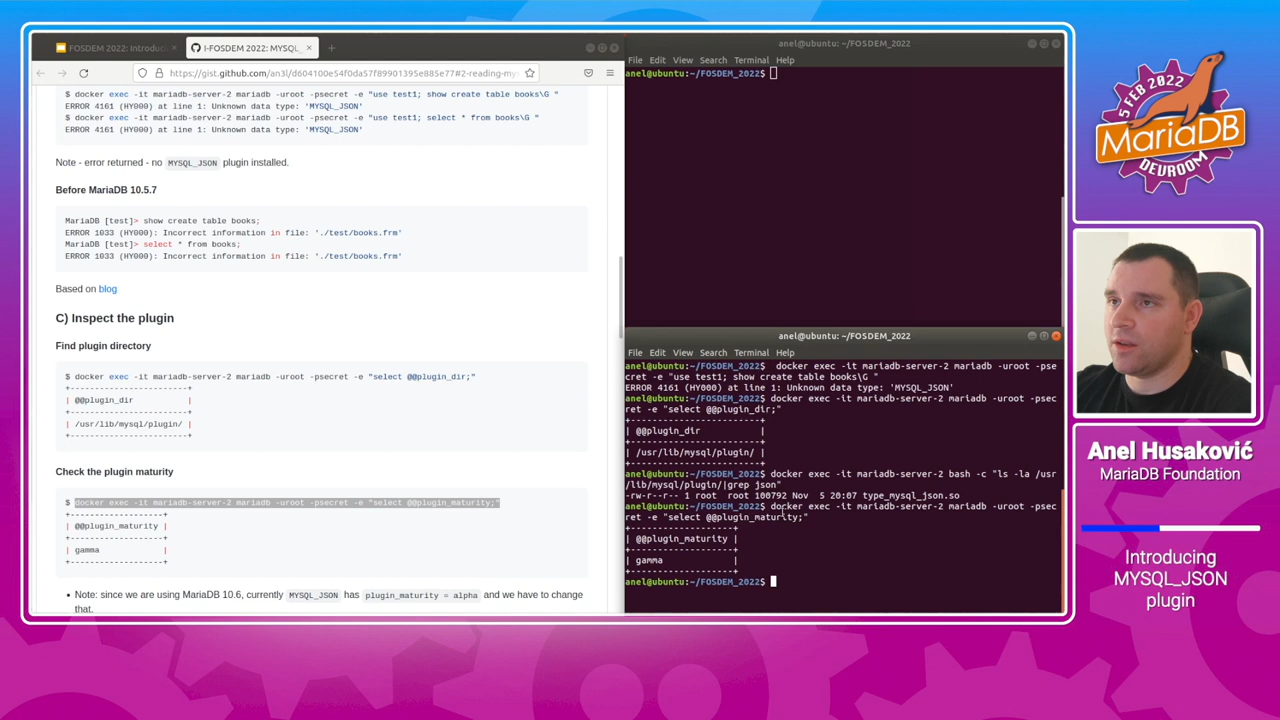 FOSDEM 2022: Introduc
I-FOSDEM 2022: MYSQL_
https://gist.github.com/an3l/d604100e54f0da57f89901395e885e77#2-reading-my
$ docker exec -it mariadb-server-2 mariadb -uroot -psecret -e "use test1; show create table books\G "
ERROR 4161 (HY000) at line 1: Unknown data type: 'MYSQL_JSON'
$ docker exec -it mariadb-server-2 mariadb -uroot -psecret -e "use test1; select * from books\G "
ERROR 4161 (HY000) at line 1: Unknown data type: 'MYSQL_JSON'
Note - error returned - no MYSQL_JSON plugin installed.
Before MariaDB 10.5.7
MariaDB [test]> show create table books;
ERROR 1033 (HY000): Incorrect information in file: './test/books.frm'
MariaDB [test]> select * from books;
ERROR 1033 (HY000): Incorrect information in file: './test/books.frm'
Based on blog
C) Inspect the plugin
Find plugin directory
$ docker exec -it mariadb-server-2 mariadb -uroot -psecret -e "select @@plugin_dir;"
+-----------------------+
| @@plugin_dir |
+-----------------------+
| /usr/lib/mysql/plugin/ |
+-----------------------+
Check the plugin maturity
$ docker exec -it mariadb-server-2 mariadb -uroot -psecret -e "select @@plugin_maturity;"
+-------------------+
| @@plugin_maturity |
+-------------------+
| gamma |
+-------------------+
• Note: since we are using MariaDB 10.6, currently MYSQL_JSON has plugin_maturity = alpha and we have to change
that.
anel@ubuntu: ~/FOSDEM_2022
File Edit View Search Terminal Help
anel@ubuntu:~/FOSDEM_2022$
anel@ubuntu: ~/FOSDEM_2022
File Edit View Search Terminal Help
anel@ubuntu:~/FOSDEM_2022$ docker exec -it mariadb-server-2 mariadb -uroot -pse
cret -e "use test1; show create table books\G "
ERROR 4161 (HY000) at line 1: Unknown data type: 'MYSQL_JSON'
anel@ubuntu:~/FOSDEM_2022$ docker exec -it mariadb-server-2 mariadb -uroot -psec
ret -e "select @@plugin_dir;"
+------------------------+
| @@plugin_dir |
+------------------------+
| /usr/lib/mysql/plugin/ |
+------------------------+
anel@ubuntu:~/FOSDEM_2022$ docker exec -it mariadb-server-2 bash -c "ls -la /usr
/lib/mysql/plugin/|grep json"
-rw-r--r-- 1 root root 100792 Nov 5 20:07 type_mysql_json.so
anel@ubuntu:~/FOSDEM_2022$ docker exec -it mariadb-server-2 mariadb -uroot -psec
ret -e "select @@plugin_maturity;"
+-------------------+
| @@plugin_maturity |
+-------------------+
| gamma |
+-------------------+
anel@ubuntu:~/FOSDEM_2022$
5 FEB 2022
MariaDB
DEVROOM
Anel Husaković
MariaDB Foundation
Introducing
MYSQL_JSON
plugin